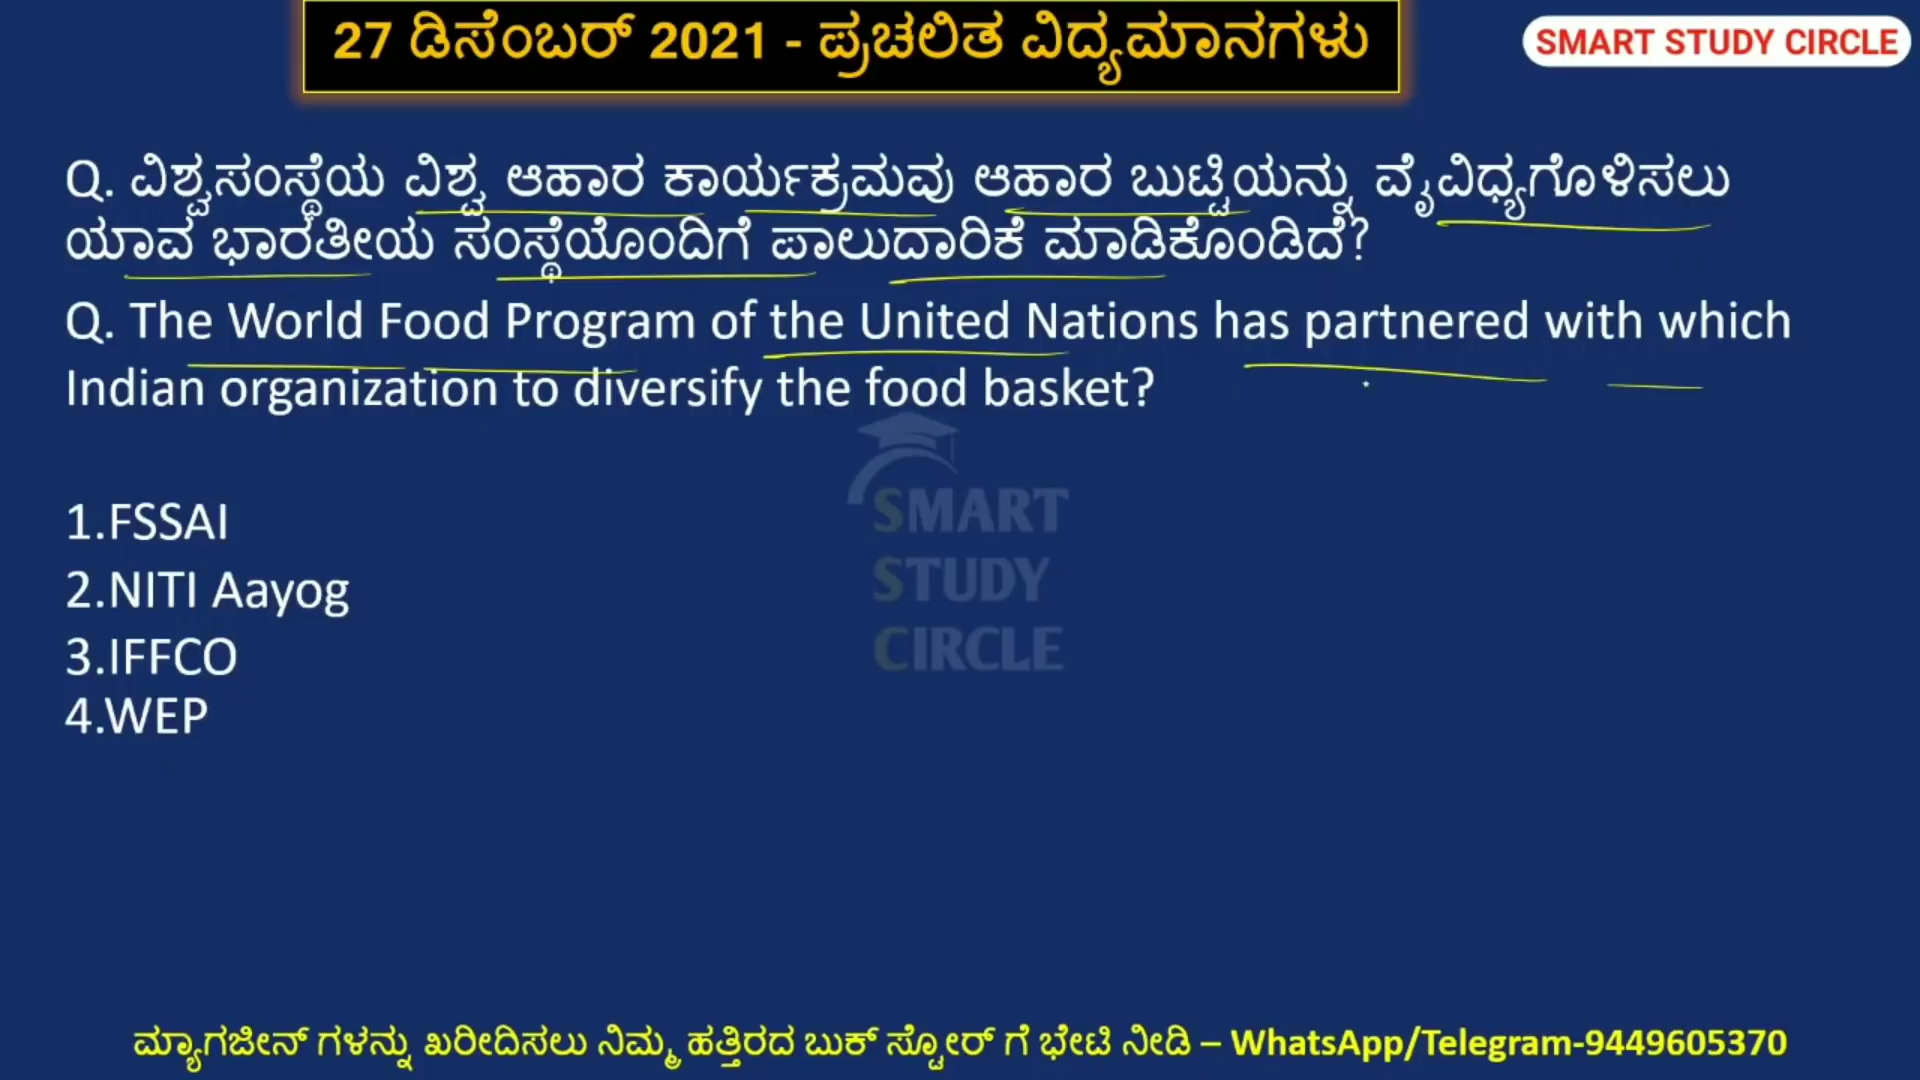 27 ಡಿಸೆಂಬರ್ 2021 - ಪ್ರಚಲಿತ ವಿದ್ಯಮಾನಗಳು
SMART STUDY CIRCLE
Q. ವಿಶ್ವಸಂಸ್ಥೆಯ ವಿಶ್ವ ಆಹಾರ ಕಾರ್ಯಕ್ರಮವು ಆಹಾರ ಬುಟ್ಟಿಯನ್ನು ವೈವಿಧ್ಯಗೊಳಿಸಲು
ಯಾವ ಭಾರತೀಯ ಸಂಸ್ಥೆಯೊಂದಿಗೆ ಪಾಲುದಾರಿಕೆ ಮಾಡಿಕೊಂಡಿದೆ?
Q. The World Food Program of the United Nations has partnered with which
Indian organization to diversify the food basket?
1.FSSAI
2.NITI Aayog
3.IFFCO
4.WEP
SMART
STUDY
CIRCLE
ಮ್ಯಾಗಜೀನ್ ಗಳನ್ನು ಖರೀದಿಸಲು ನಿಮ್ಮ ಹತ್ತಿರದ ಬುಕ್ ಸ್ಟೋರ್ ಗೆ ಭೇಟಿ ನೀಡಿ – WhatsApp/Telegram-9449605370